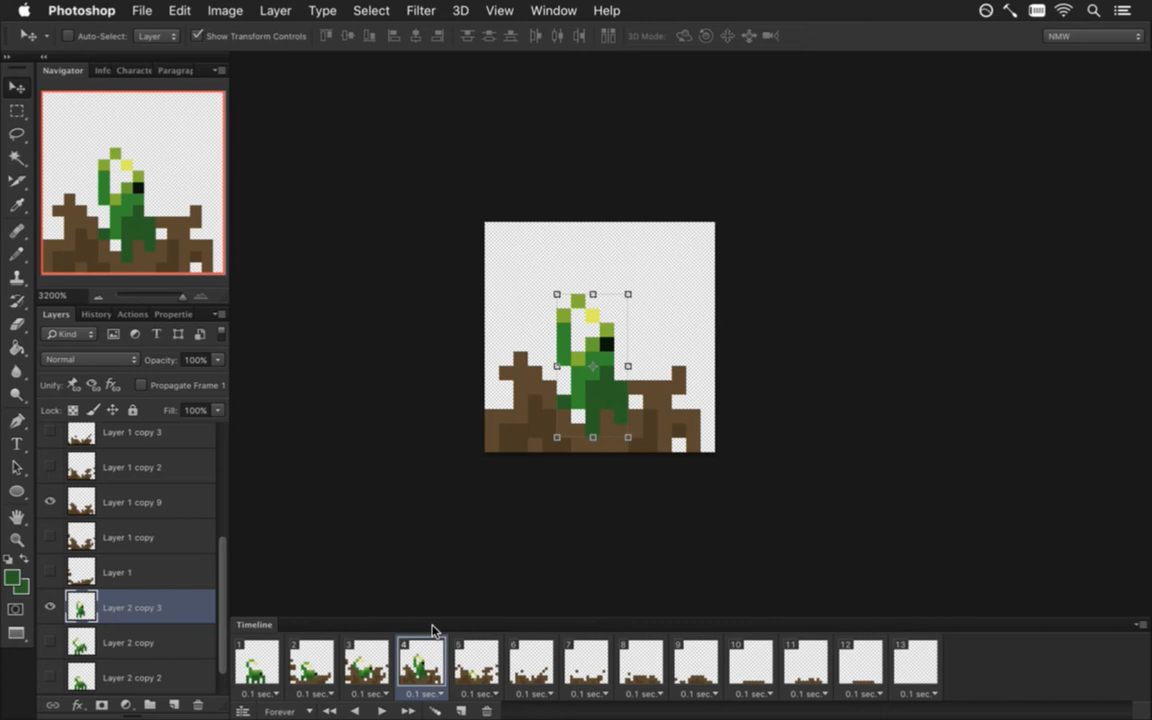 Photoshop File Edit Image Layer Type Select Filter 3D View Window Help
Auto-Select: Layer Show Transform Controls 3D Mode: NMW
Navigator Info Characte Paragrap
3200%
Layers History Actions Propertie
Kind
Normal Opacity: 100%
Unify: Propagate Frame 1
Lock: Fill: 100%
Layer 1 copy 3
Layer 1 copy 2
Layer 1 copy 9
Layer 1 copy
Layer 1
Layer 2 copy 3
Layer 2 copy
Layer 2 copy 2
Timeline
1 2 3 4 5 6 7 8 9 10 11 12 13
0.1 sec. 0.1 sec. 0.1 sec. 0.1 sec. 0.1 sec. 0.1 sec. 0.1 sec. 0.1 sec. 0.1 sec. 0.1 sec. 0.1 sec. 0.1 sec. 0.1 sec.
Forever